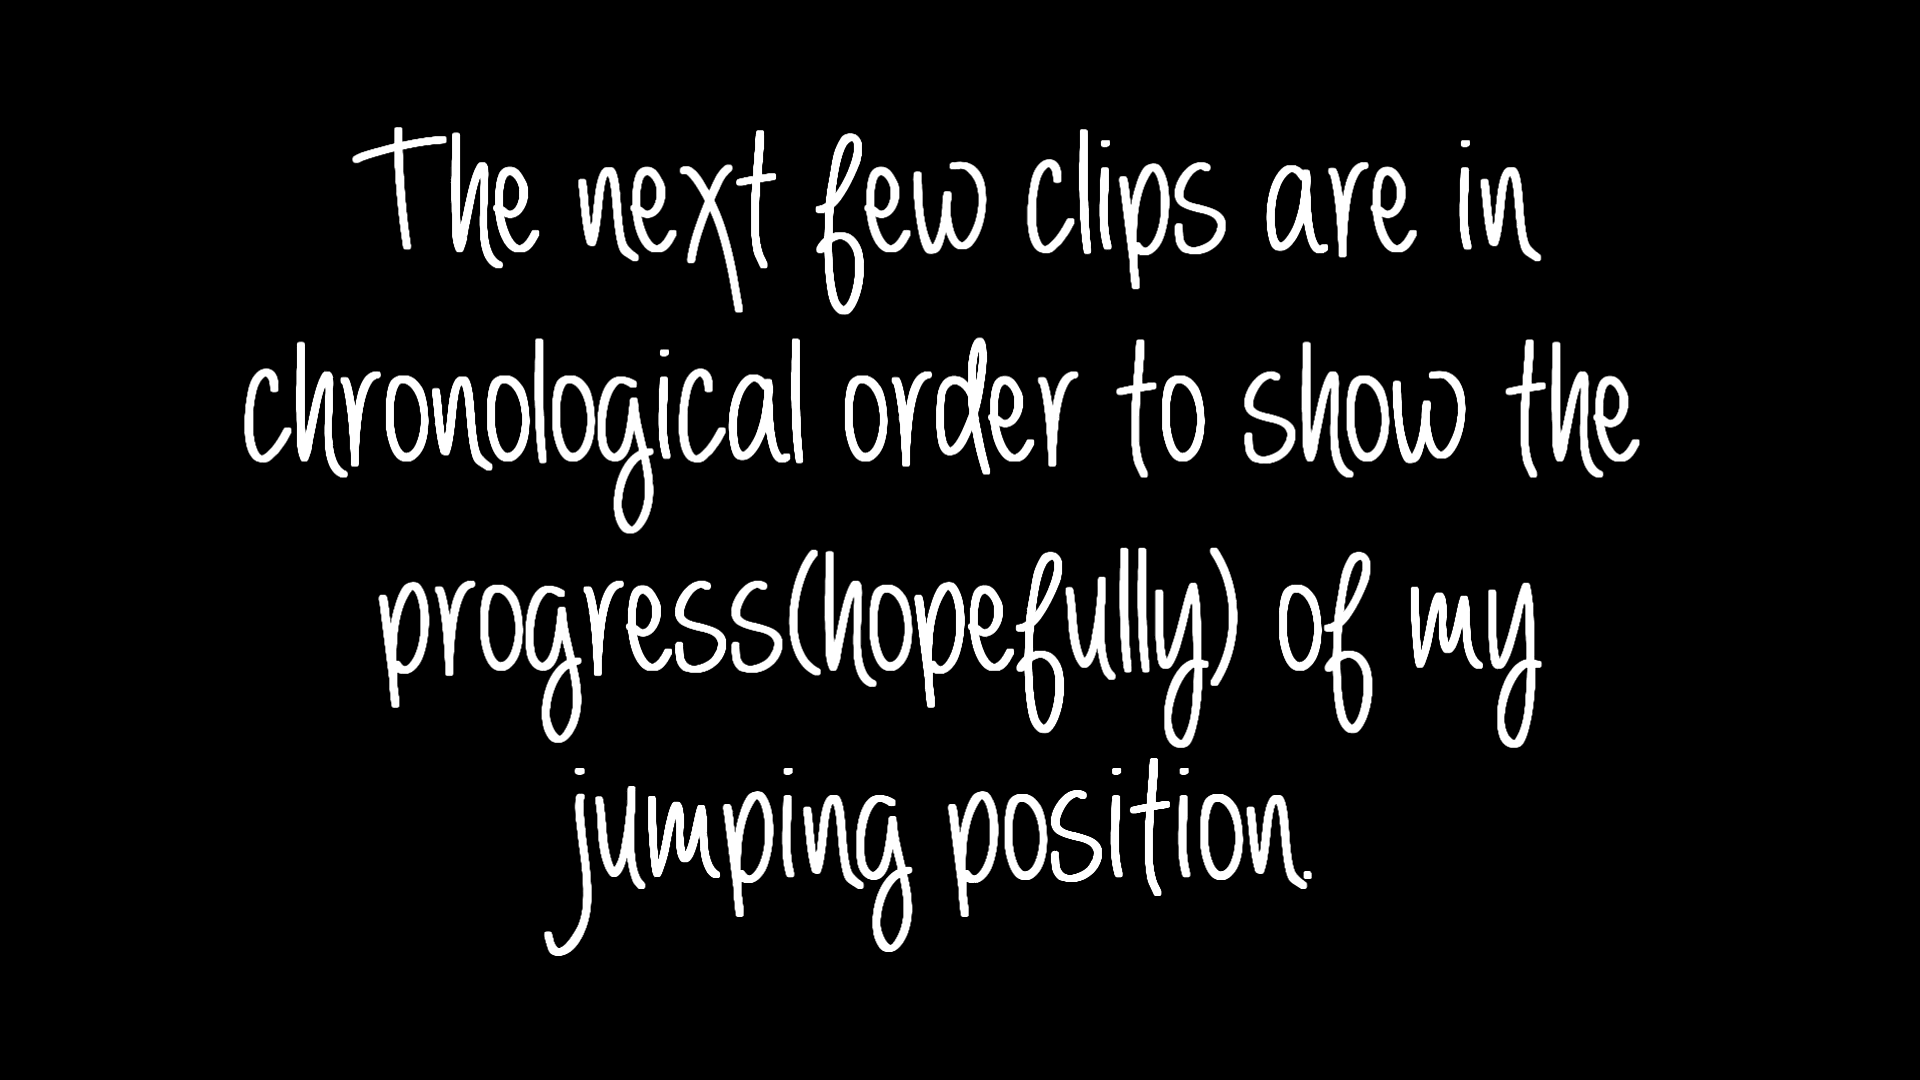 The next few clips are in
chronological order to show the
progress(hopefully) of my
jumping position.